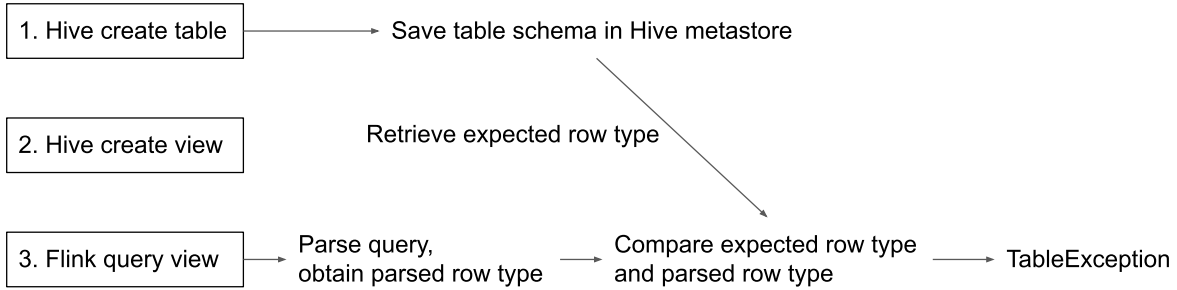 1. Hive create table
Save table schema in Hive metastore
Retrieve expected row type
2. Hive create view
3. Flink query view
Parse query,
obtain parsed row type
Compare expected row type
and parsed row type
TableException